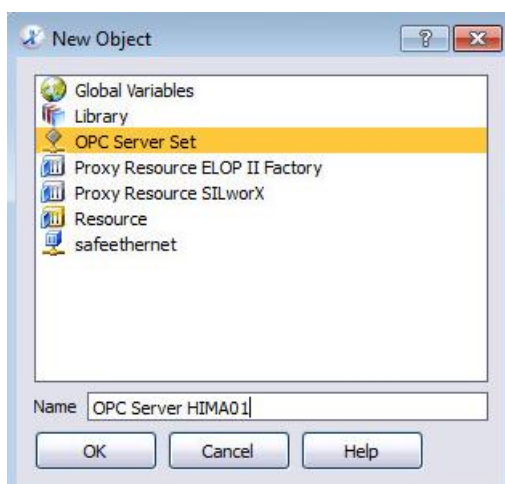 New Object
Global Variables
Library
OPC Server Set
Proxy Resource ELOP II Factory
Proxy Resource SILworX
Resource
safeethernet
Name OPC Server HIMA01
OK Cancel Help